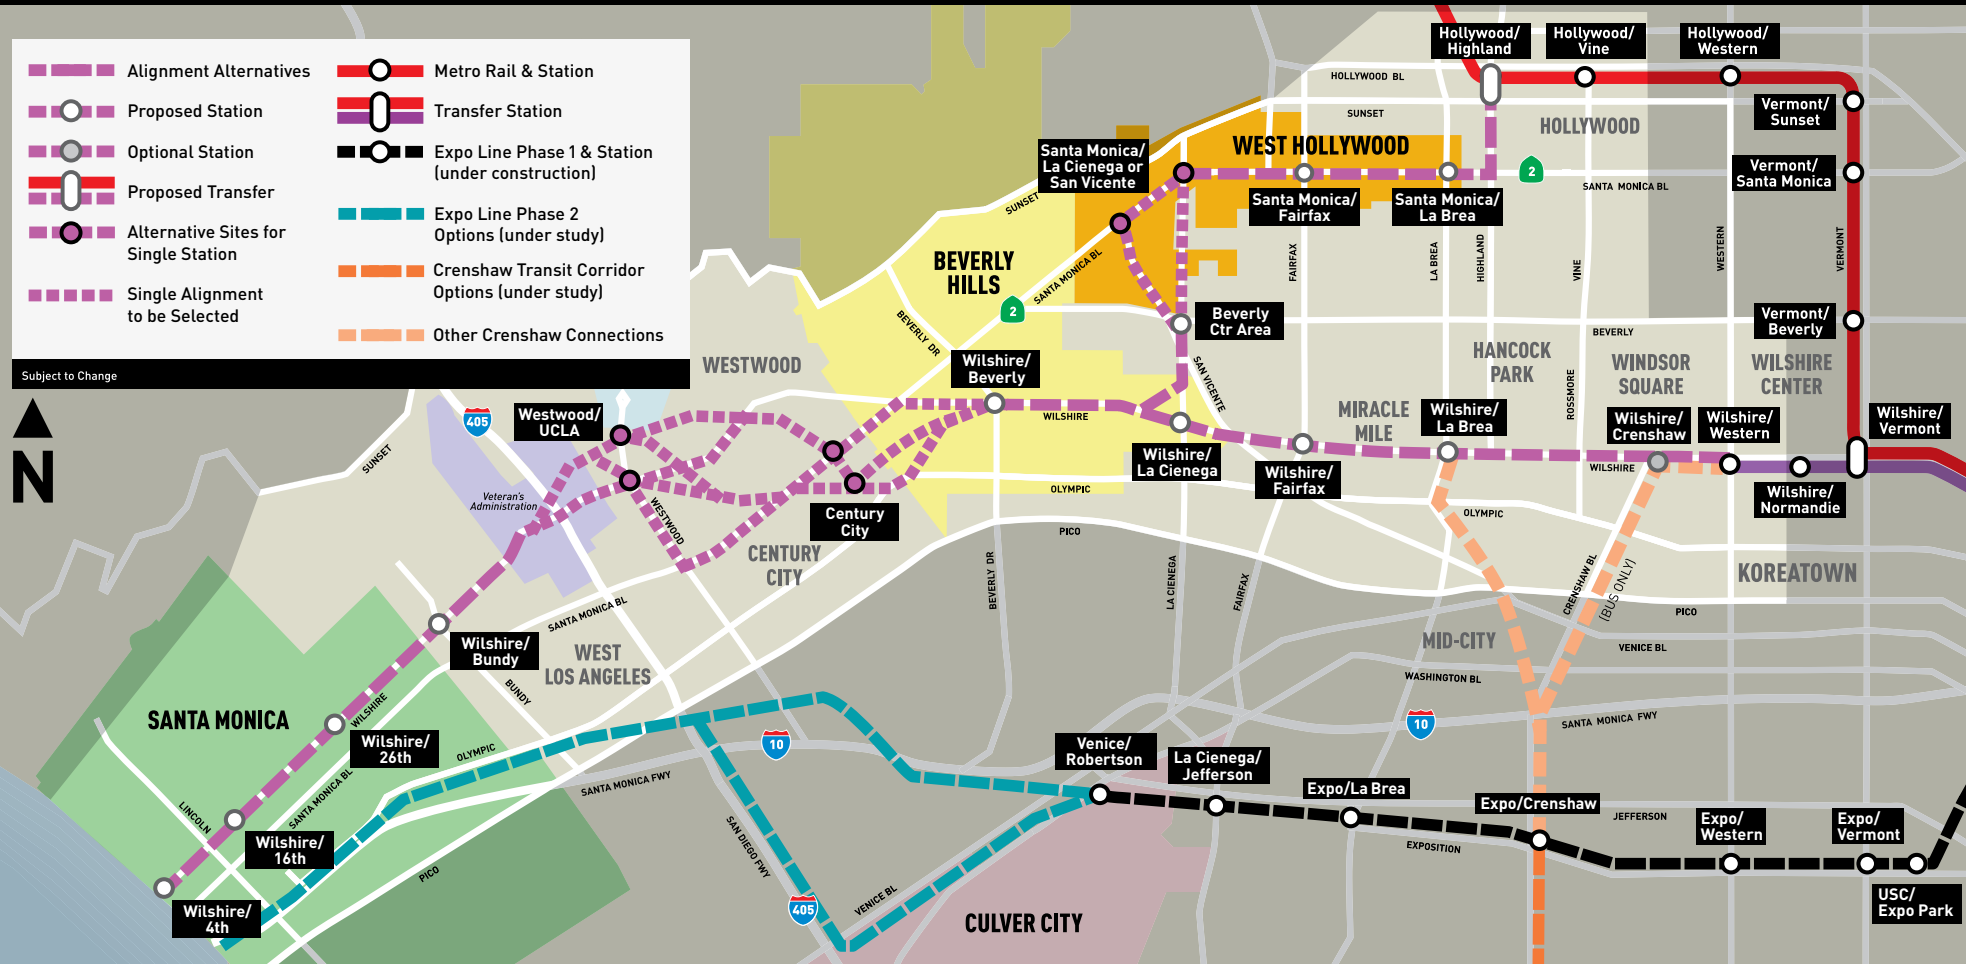 Alignment Alternatives
Proposed Station
Optional Station
Proposed Transfer
Alternative Sites for
Single Station
Single Alignment
to be Selected
Metro Rail & Station
Transfer Station
Expo Line Phase 1 & Station
(under construction)
Expo Line Phase 2
Options (under study)
Crenshaw Transit Corridor
Options (under study)
Other Crenshaw Connections
Subject to Change
N
Hollywood/
Highland
Hollywood/
Vine
Hollywood/
Western
HOLLYWOOD BL
SUNSET
HOLLYWOOD
Vermont/
Sunset
Santa Monica/
La Cienega or
San Vicente
WEST HOLLYWOOD
2
SANTA MONICA BL
Vermont/
Santa Monica
Santa Monica/
Fairfax
Santa Monica/
La Brea
SUNSET
BEVERLY
HILLS
SANTA MONICA BL
2
FAIRFAX
LA BREA
HIGHLAND
VINE
WESTERN
VERMONT
BEVERLY DR
Beverly
Ctr Area
BEVERLY
Vermont/
Beverly
WESTWOOD
Wilshire/
Beverly
SAN VICENTE
HANCOCK
PARK
WINDSOR
SQUARE
WILSHIRE
CENTER
ROSSMORE
405
Westwood/
UCLA
WILSHIRE
MIRACLE
MILE
Wilshire/
La Brea
Wilshire/
Crenshaw
Wilshire/
Western
Wilshire/
Vermont
SUNSET
Wilshire/
La Cienega
Wilshire/
Fairfax
WILSHIRE
Wilshire/
Normandie
Veteran's
Administration
WESTWOOD
OLYMPIC
OLYMPIC
Century
City
PICO
CENTURY
CITY
BEVERLY DR
LA CIENEGA
FAIRFAX
CRENSHAW BL
(BUS ONLY)
KOREATOWN
PICO
SANTA MONICA BL
Wilshire/
Bundy
WEST
LOS ANGELES
BUNDY
MID-CITY
VENICE BL
WASHINGTON BL
SANTA MONICA
WILSHIRE
Wilshire/
26th
OLYMPIC
10
10
SANTA MONICA FWY
Venice/
Robertson
La Cienega/
Jefferson
SANTA MONICA FWY
SANTA MONICA BL
LINCOLN
Wilshire/
16th
Expo/La Brea
Expo/Crenshaw
JEFFERSON
Expo/
Western
Expo/
Vermont
EXPOSITION
SAN DIEGO FWY
PICO
405
VENICE BL
Wilshire/
4th
CULVER CITY
USC/
Expo Park